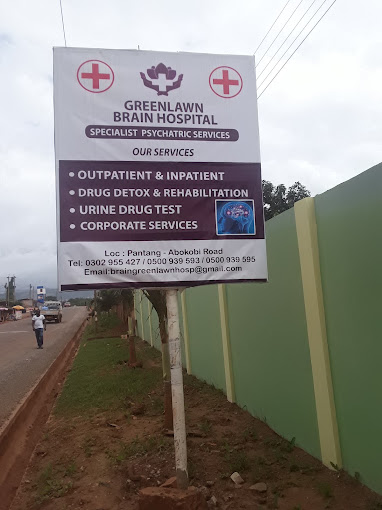 GREENLAWN
BRAIN HOSPITAL
SPECIALIST PSYCHATRIC SERVICES
OUR SERVICES
• OUTPATIENT & INPATIENT
• DRUG DETOX & REHABILITATION
• URINE DRUG TEST
• CORPORATE SERVICES
Loc : Pantang - Abokobi Road
Tel: 0302 955 427 / 0500 939 593 / 0500 939 595
Email:braingreenlawnhosp@gmail.com